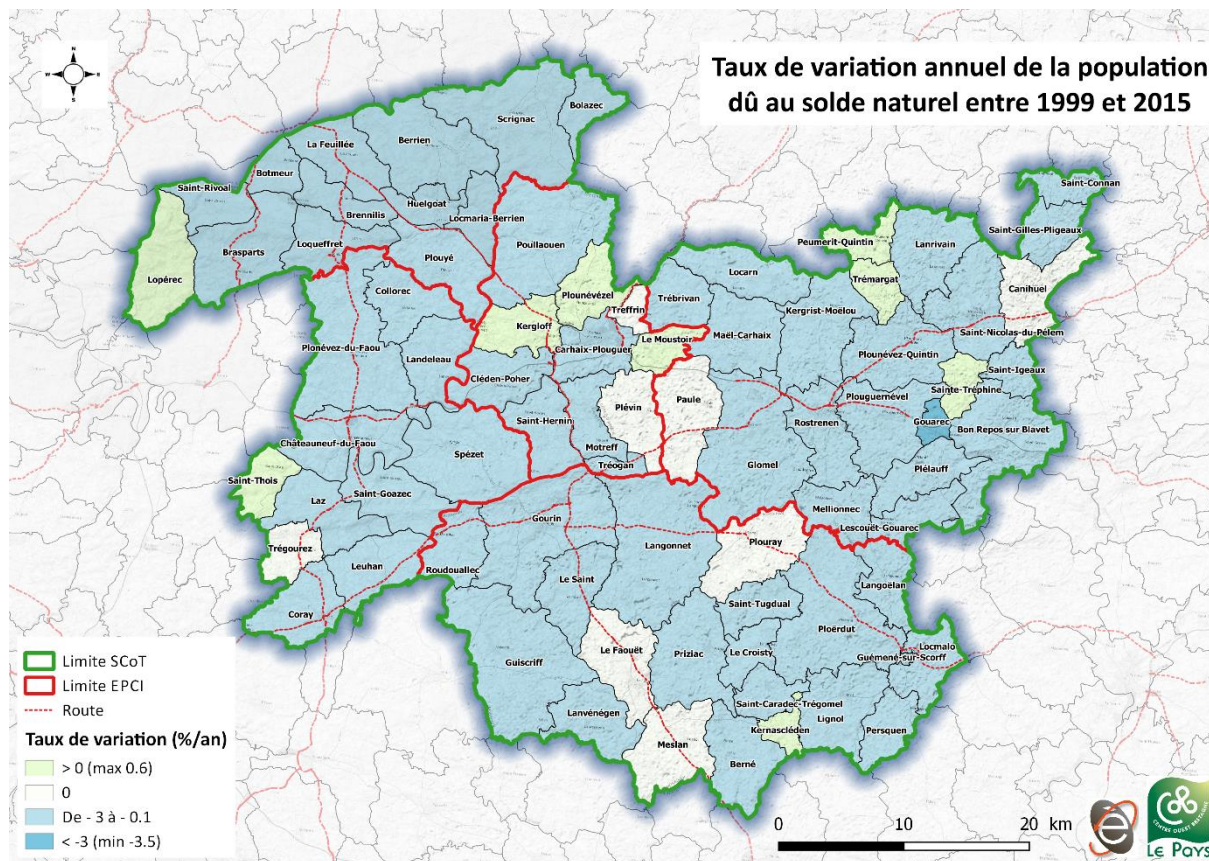 Taux de variation annuel de la population
dû au solde naturel entre 1999 et 2015
N
W
E
S
Bolazec
Scrignac
Berrien
La Feuillée
Botmeur
Saint-Rivoal
Huelgoat
Brennilis
Locmaria-Berrien
Loqueffret
Brasparts
Plouyé
Lopérec
Poullaouen
Collorec
Plounévézel
Kergloff
Treffrin
Trébrivan
Locarn
Peumerit-Quintin
Trémargat
Lanrivain
Saint-Connan
Saint-Gilles-Pligeaux
Canihuel
Kergrist-Moëlou
Saint-Nicolas-du-Pélem
Maël-Carhaix
Le Moustoir
Carhaix-Plouguer
Plonévez-du-Faou
Landeleau
Cléden-Poher
Plounévez-Quintin
Saint-Igeaux
Sainte-Tréphine
Plouguernével
Paule
Plévin
Saint-Hernin
Rostrenen
Gouarec
Bon Repos sur Blavet
Châteauneuf-du-Faou
Motreff
Spézet
Tréogan
Glomel
Plélauff
Saint-Thois
Laz
Saint-Goazec
Mellionnec
Lescouët-Gouarec
Gourin
Trégourez
Langonnet
Plouray
Leuhan
Roudouallec
Le Saint
Langoëlan
Coray
Saint-Tugdual
Ploërdut
Locmalo
Guémené-sur-Scorff
Le Croisty
Priziac
Le Faouët
Guiscriff
Saint-Caradec-Trégomel
Lignol
Lanvénégen
Kernascléden
Persquen
Meslan
Berné
Limite SCoT
Limite EPCI
Route
Taux de variation (%/an)
> 0 (max 0.6)
0
De - 3 à - 0.1
< -3 (min -3.5)
0 10 20 km
e
CENTRE OUEST BRETAGNE
LE PAYS